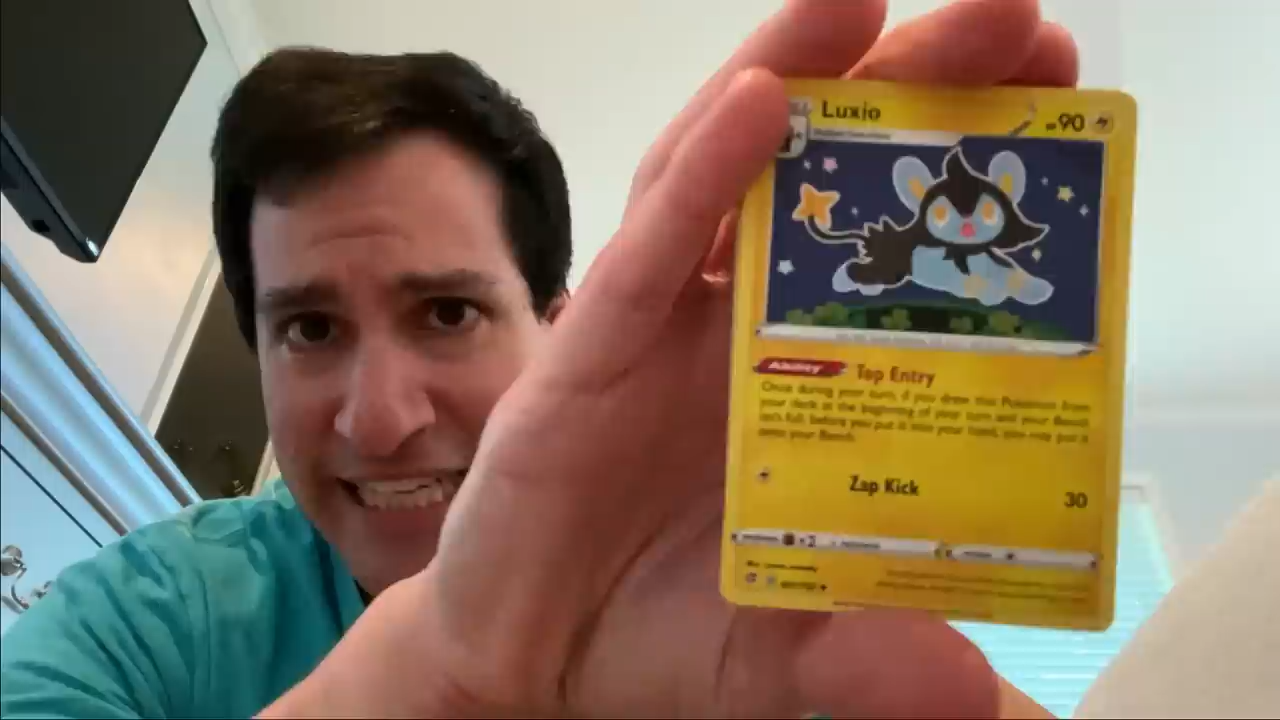 Luxio
90
Ability Top Entry
Once during your turn, if you draw this Pokémon from
your deck at the beginning of your turn and your Bench
isn't full, before you put it into your hand, you may put it
onto your Bench.
Zap Kick 30
×2